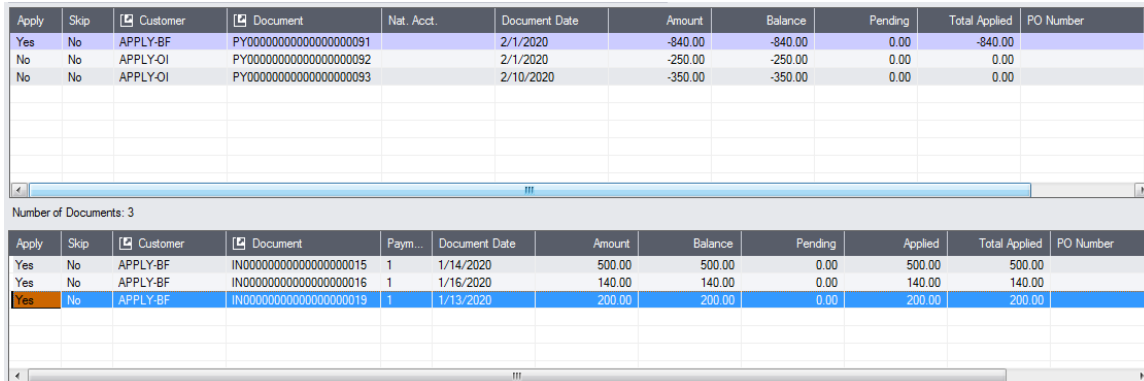 Apply Skip Customer Document Nat. Acct. Document Date Amount Balance Pending Total Applied PO Number
Yes No APPLY-BF PY00000000000000000091 2/1/2020 -840.00 -840.00 0.00 -840.00
No No APPLY-OI PY00000000000000000092 2/1/2020 -250.00 -250.00 0.00 0.00
No No APPLY-OI PY00000000000000000093 2/10/2020 -350.00 -350.00 0.00 0.00
Number of Documents: 3
Apply Skip Customer Document Paym... Document Date Amount Balance Pending Applied Total Applied PO Number
Yes No APPLY-BF IN00000000000000000015 1 1/14/2020 500.00 500.00 0.00 500.00 500.00
Yes No APPLY-BF IN00000000000000000016 1 1/16/2020 140.00 140.00 0.00 140.00 140.00
Yes No APPLY-BF IN00000000000000000019 1 1/13/2020 200.00 200.00 0.00 200.00 200.00